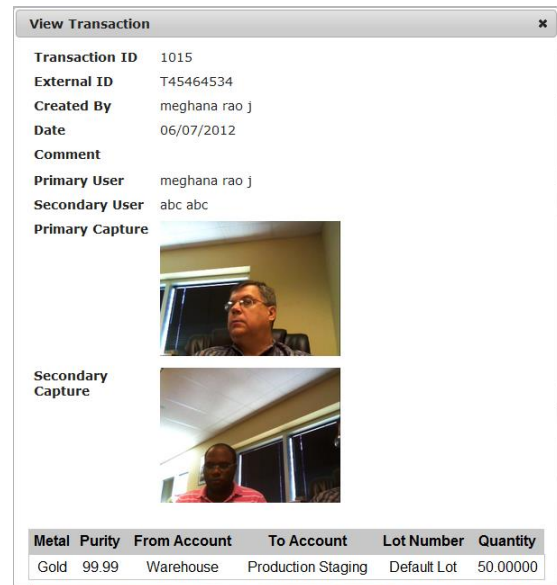 View Transaction ✖
Transaction ID 1015
External ID T45464534
Created By meghana rao j
Date 06/07/2012
Comment
Primary User meghana rao j
Secondary User abc abc
Primary Capture
Secondary
Capture
Metal Purity From Account To Account Lot Number Quantity
Gold 99.99 Warehouse Production Staging Default Lot 50.00000